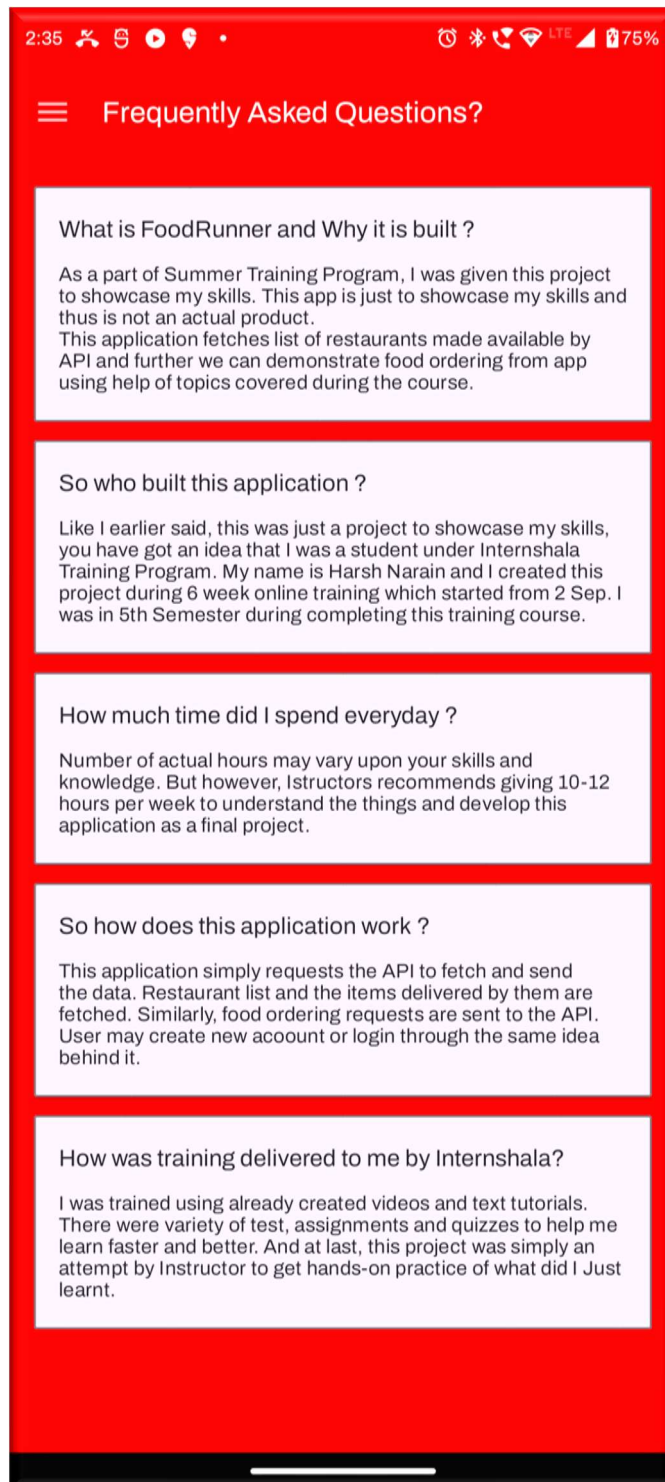 2:35
LTE
75%
Frequently Asked Questions?
What is FoodRunner and Why it is built ?
As a part of Summer Training Program, I was given this project
to showcase my skills. This app is just to showcase my skills and
thus is not an actual product.
This application fetches list of restaurants made available by
API and further we can demonstrate food ordering from app
using help of topics covered during the course.
So who built this application ?
Like I earlier said, this was just a project to showcase my skills,
you have got an idea that I was a student under Internshala
Training Program. My name is Harsh Narain and I created this
project during 6 week online training which started from 2 Sep. I
was in 5th Semester during completing this training course.
How much time did I spend everyday ?
Number of actual hours may vary upon your skills and
knowledge. But however, Istructors recommends giving 10-12
hours per week to understand the things and develop this
application as a final project.
So how does this application work ?
This application simply requests the API to fetch and send
the data. Restaurant list and the items delivered by them are
fetched. Similarly, food ordering requests are sent to the API.
User may create new acoount or login through the same idea
behind it.
How was training delivered to me by Internshala?
I was trained using already created videos and text tutorials.
There were variety of test, assignments and quizzes to help me
learn faster and better. And at last, this project was simply an
attempt by Instructor to get hands-on practice of what did I Just
learnt.